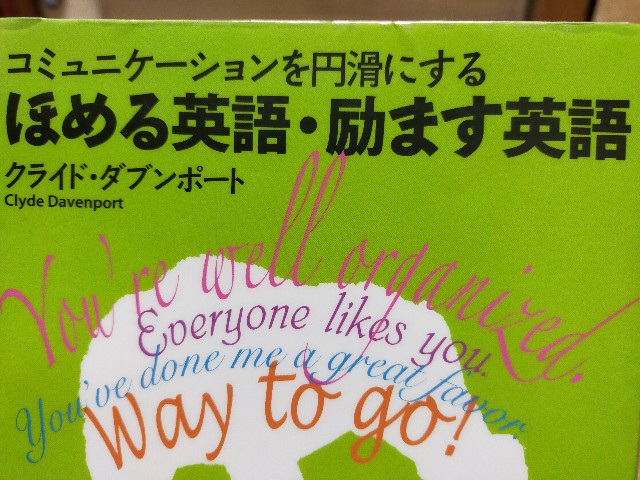 コミュニケーションを円滑にする
ほめる英語・励ます英語
クライド・ダブンポート
Clyde Davenport
You're well organized.
Everyone likes you.
You've done me a great favor.
Way to go!